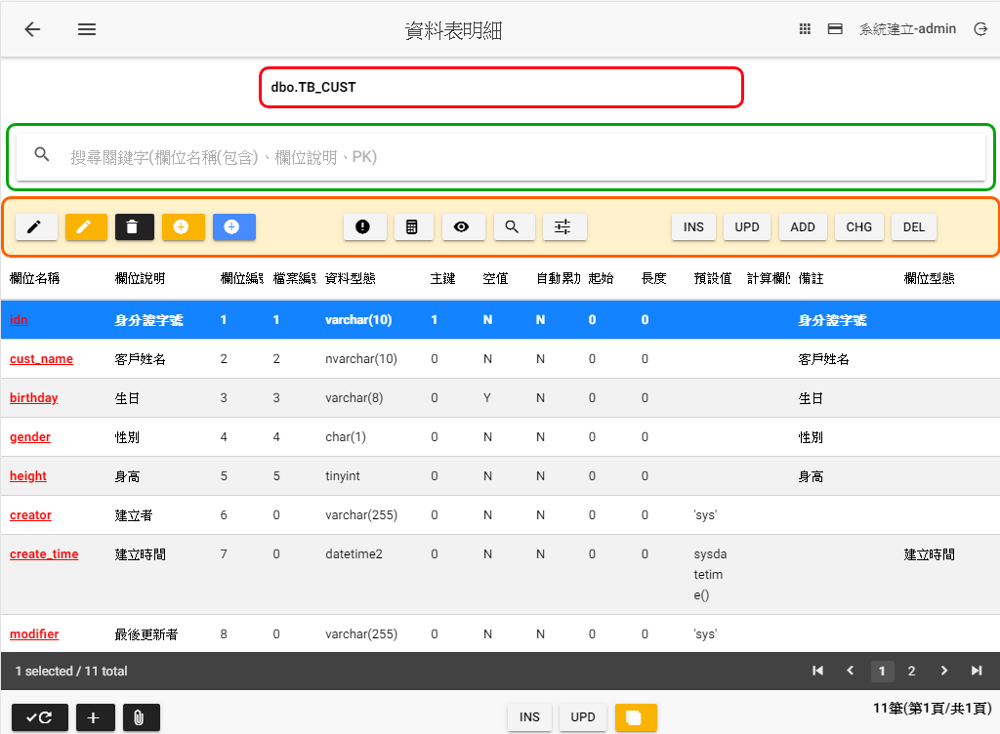 資料表明細
系統建立-admin
dbo.TB_CUST
搜尋關鍵字(欄位名稱(包含)、欄位說明、PK)
INS UPD ADD CHG DEL
欄位名稱 欄位說明 欄位編號 檔案編號 資料型態 主鍵 空值 自動累加 起始 長度 預設值 計算欄位 備註 欄位型態
idn 身分證字號 1 1 varchar(10) 1 N N 0 0 身分證字號
cust_name 客戶姓名 2 2 nvarchar(10) 0 N N 0 0 客戶姓名
birthday 生日 3 3 varchar(8) 0 Y N 0 0 生日
gender 性別 4 4 char(1) 0 N N 0 0 性別
height 身高 5 5 tinyint 0 N N 0 0 身高
creator 建立者 6 0 varchar(255) 0 N N 0 0 'sys'
create_time 建立時間 7 0 datetime2 0 N N 0 0 sysda 建立時間
tetim
e()
modifier 最後更新者 8 0 varchar(255) 0 N N 0 0 'sys'
1 selected / 11 total 1 2
INS UPD 11筆(第1頁/共1頁)